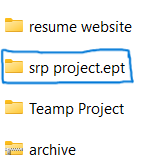 resume website
srp project.ept
Teamp Project
archive